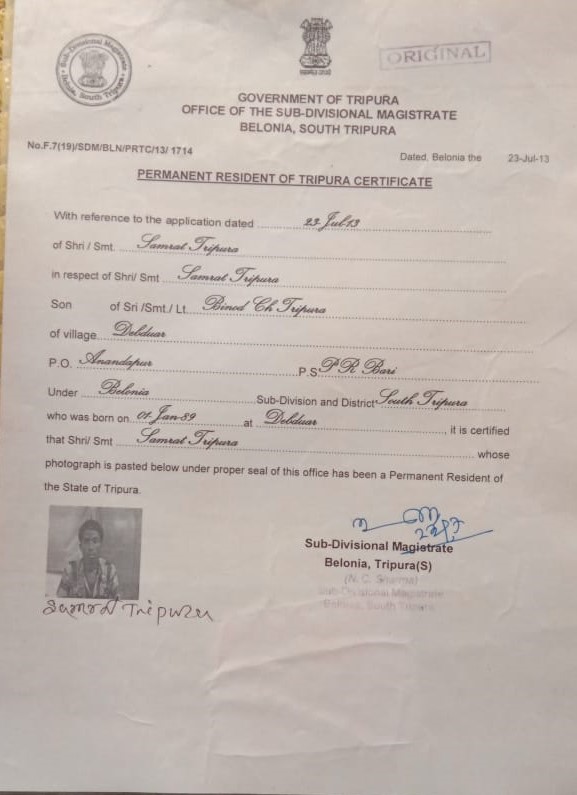 Sub-Divisional Magistrate
Belonia, South Tripura
ORIGINAL
GOVERNMENT OF TRIPURA
OFFICE OF THE SUB-DIVISIONAL MAGISTRATE
BELONIA, SOUTH TRIPURA
No.F.7(19)/SDM/BLN/PRTC/13/ 1714
Dated, Belonia the 23-Jul-13
PERMANENT RESIDENT OF TRIPURA CERTIFICATE
With reference to the application dated 23-Jul-13
of Shri / Smt. Samrat Tripura
in respect of Shri/ Smt Samrat Tripura
Son of Sri /Smt./ Lt. Binod Ch Tripura
of village Debduar
P.O. Anandapur P.S. P R Bari
Under Belonia Sub-Division and District South Tripura
who was born on 01-Jan-89 at Debduar, it is certified
that Shri/ Smt Samrat Tripura whose
photograph is pasted below under proper seal of this office has been a Permanent Resident of
the State of Tripura.
Sub-Divisional Magistrate
Belonia, Tripura(S)
(N. C. Sharma)
Sub-Divisional Magistrate
Belonia, South Tripura
Samrat Tripura